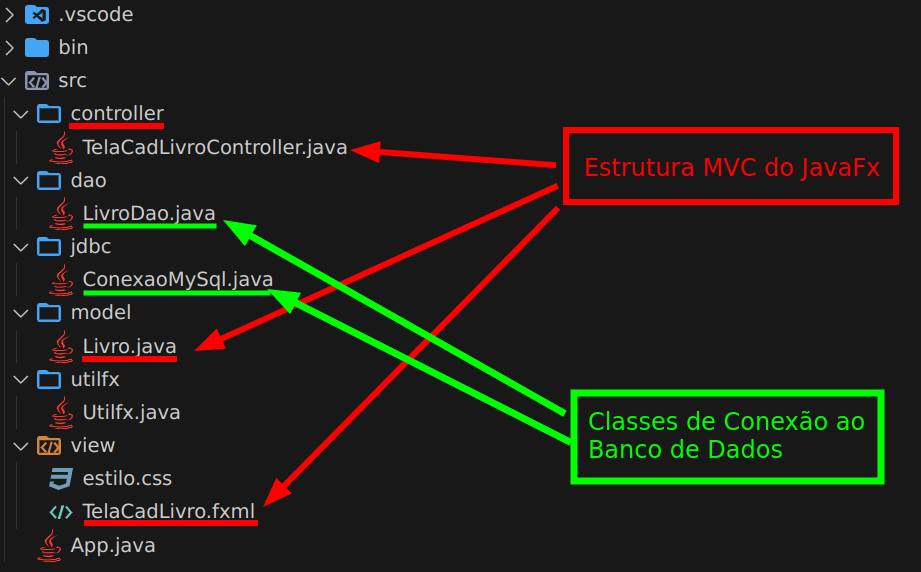 .vscode
bin
src
controller
TelaCadLivroController.java
Estrutura MVC do JavaFx
dao
LivroDao.java
jdbc
ConexaoMySql.java
model
Livro.java
utilfx
Utilfx.java
Classes de Conexão ao
Banco de Dados
view
estilo.css
TelaCadLivro.fxml
App.java